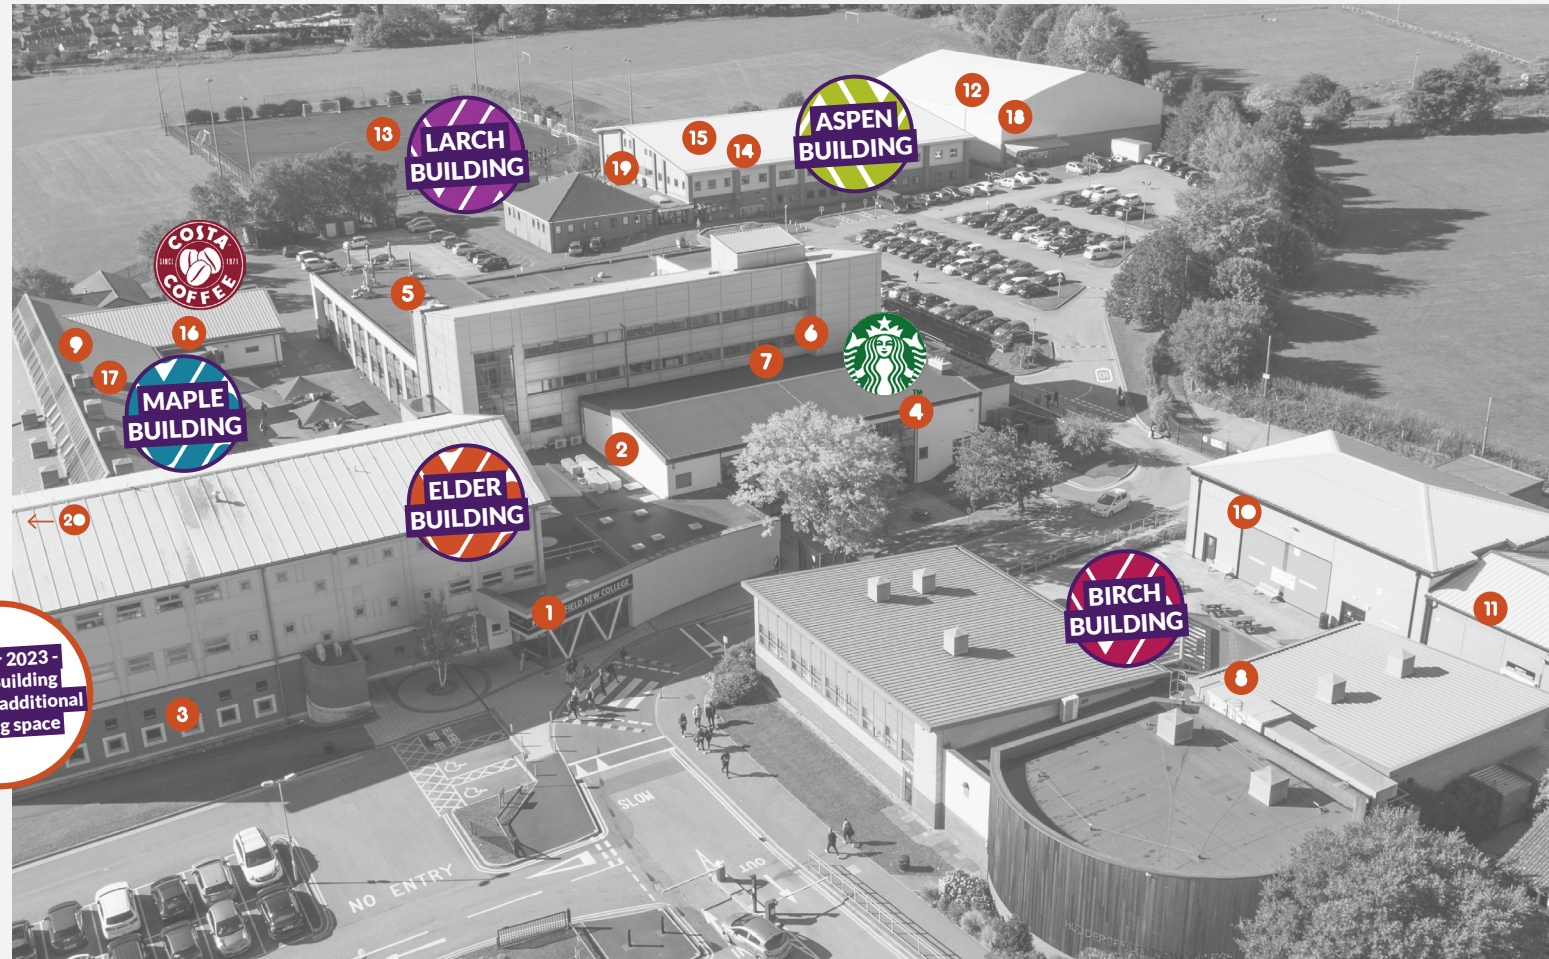 12
18
13
LARCH
BUILDING
15
14
19
ASPEN
BUILDING
COSTA
COFFEE
SINCE
1971
5
16
9
17
6
7
4
TM
MAPLE
BUILDING
2
ELDER
BUILDING
20
10
1
FIELD NEW COLLEGE
BIRCH
BUILDING
11
8
2023 -
uilding
additional
g space
3
SLOW
OUT
NO ENTRY